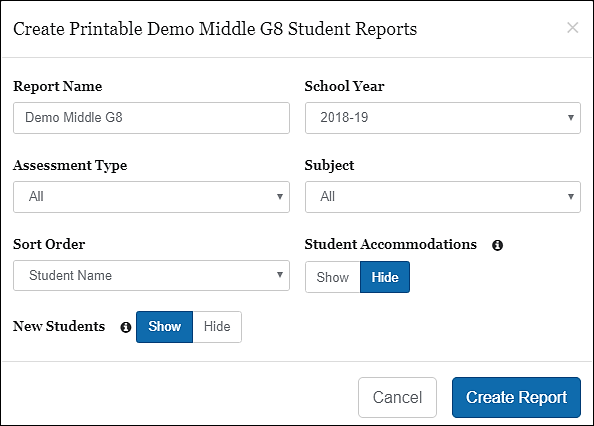 Create Printable Demo Middle G8 Student Reports ×
Report Name School Year
Demo Middle G8 2018-19
Assessment Type Subject
All All
Sort Order Student Accommodations
Student Name Show Hide
New Students Show Hide
Cancel Create Report